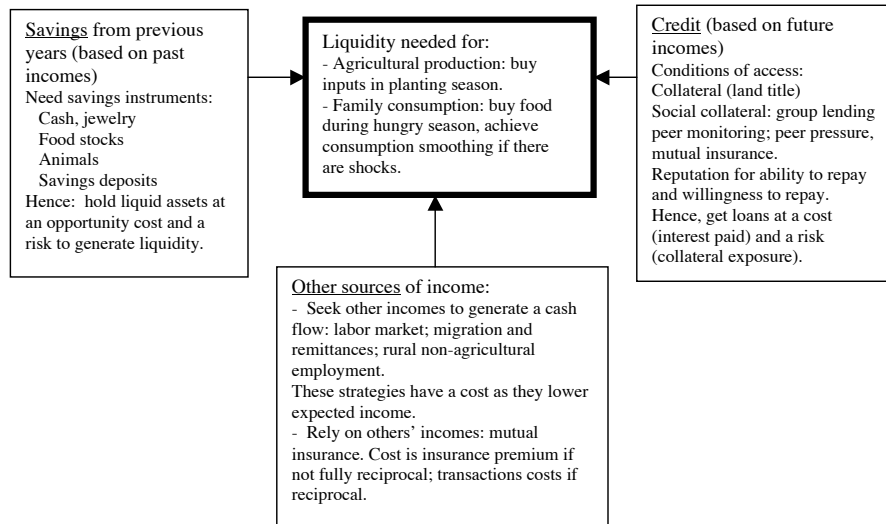 Savings from previous
years (based on past
incomes)
Need savings instruments:
Cash, jewelry
Food stocks
Animals
Savings deposits
Hence:  hold liquid assets at
an opportunity cost and a
risk to generate liquidity.
Liquidity needed for:
- Agricultural production: buy
inputs in planting season.
- Family consumption: buy food
during hungry season, achieve
consumption smoothing if there
are shocks.
Credit (based on future
incomes)
Conditions of access:
Collateral (land title)
Social collateral: group lending
peer monitoring; peer pressure,
mutual insurance.
Reputation for ability to repay
and willingness to repay.
Hence, get loans at a cost
(interest paid) and a risk
(collateral exposure).
Other sources of income:
-  Seek other incomes to generate a cash
flow: labor market; migration and
remittances; rural non-agricultural
employment.
These strategies have a cost as they lower
expected income.
-  Rely on others’ incomes: mutual
insurance. Cost is insurance premium if
not fully reciprocal; transactions costs if
reciprocal.